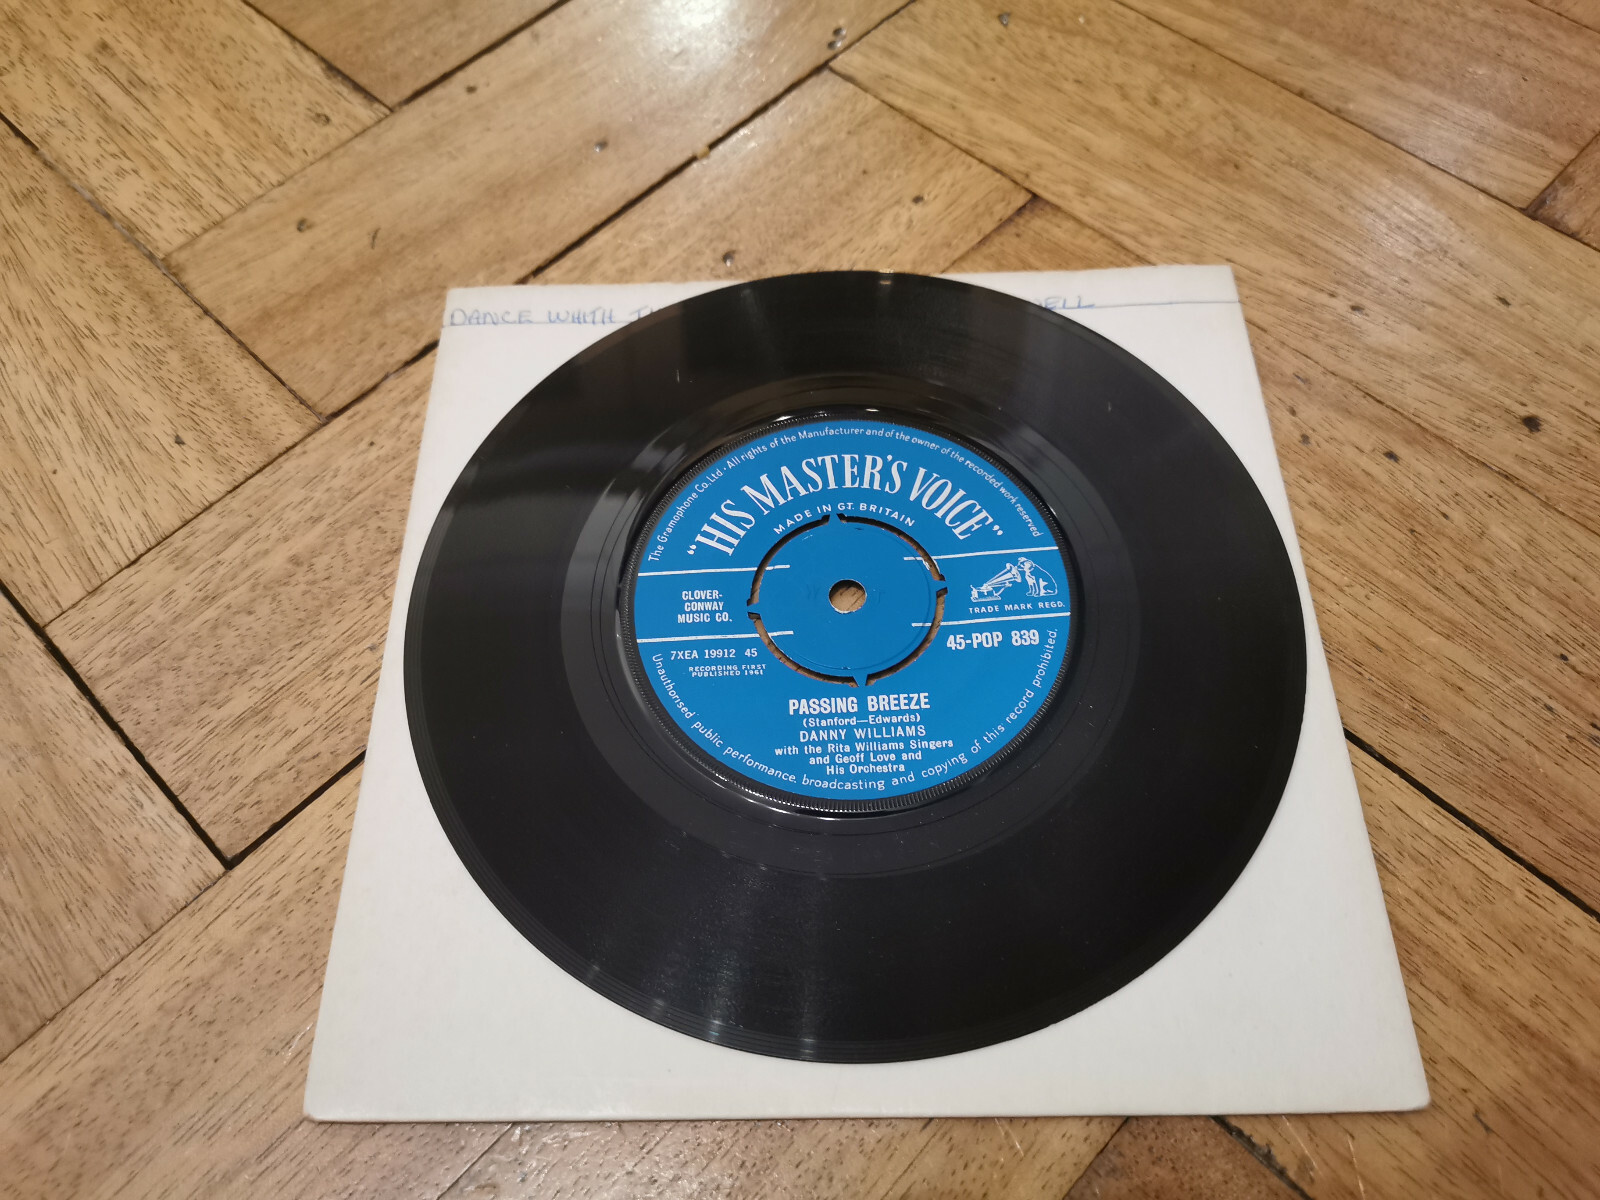 DANCE WHITH
The Gramophone Co. Ltd · All rights of the Manufacturer and of the owner of the recorded work reserved
"HIS MASTER'S VOICE"
MADE IN GT. BRITAIN
CLOVER-
CONWAY
MUSIC CO.
TRADE MARK REGD.
7XEA 19912 45
45-POP 839
RECORDING FIRST
PUBLISHED 1961
PASSING BREEZE
(Stanford—Edwards)
DANNY WILLIAMS
with the Rita Williams Singers
and Geoff Love and
His Orchestra
Unauthorised public performance, broadcasting and copying of this record prohibited.